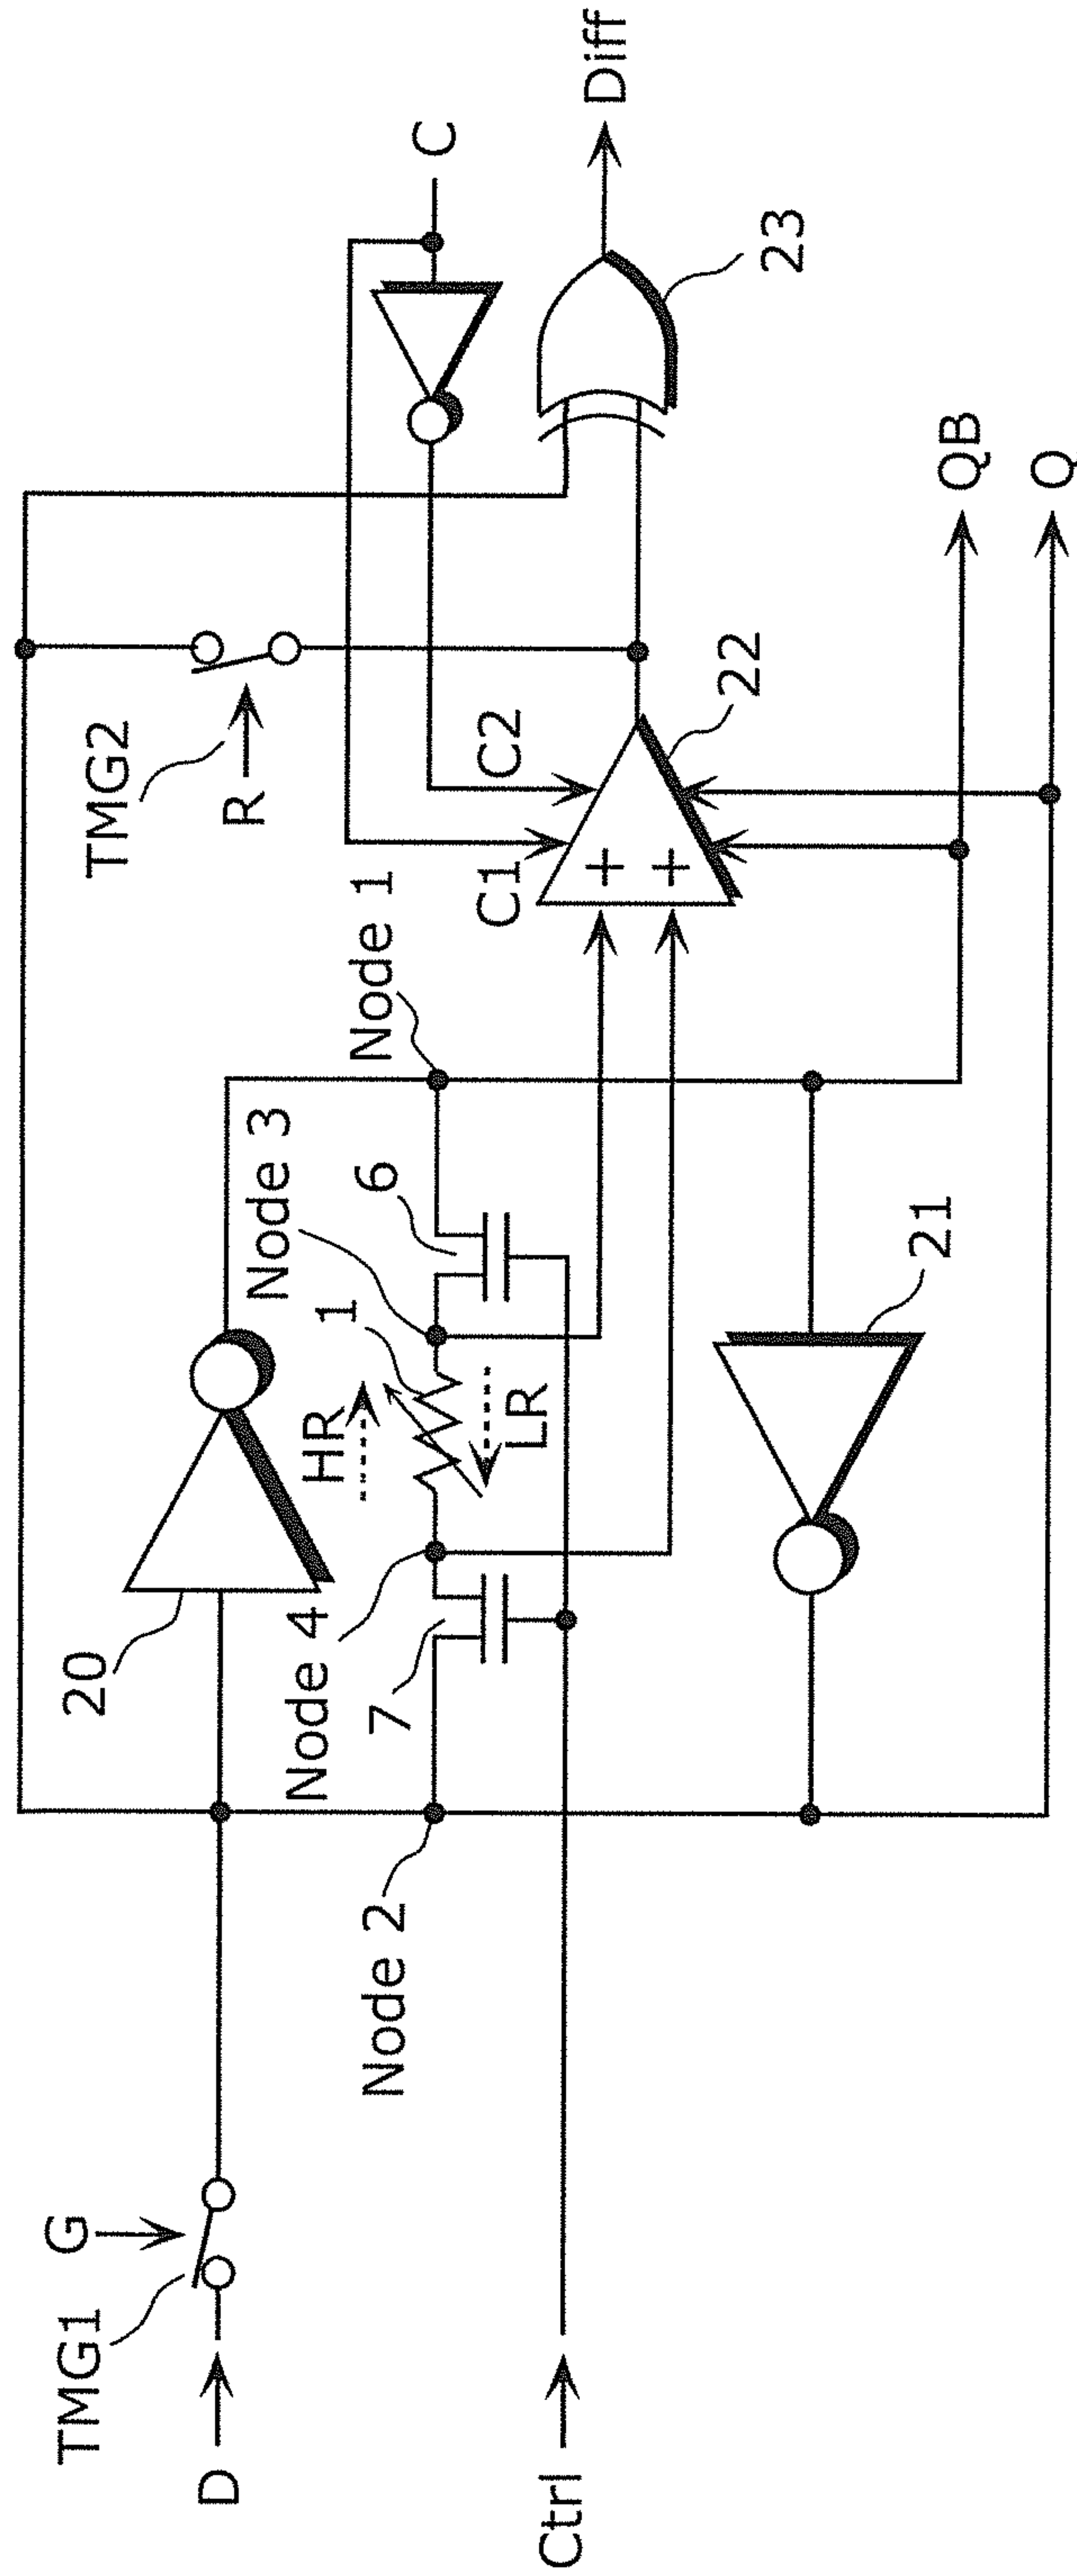 TMG1
G
D
Ctrl
20
Node 2
Node 4
7
HR
LR
1
Node 3
6
Node 1
21
TMG2
R
C1
C2
+
+
22
C
23
Diff
QB
Q